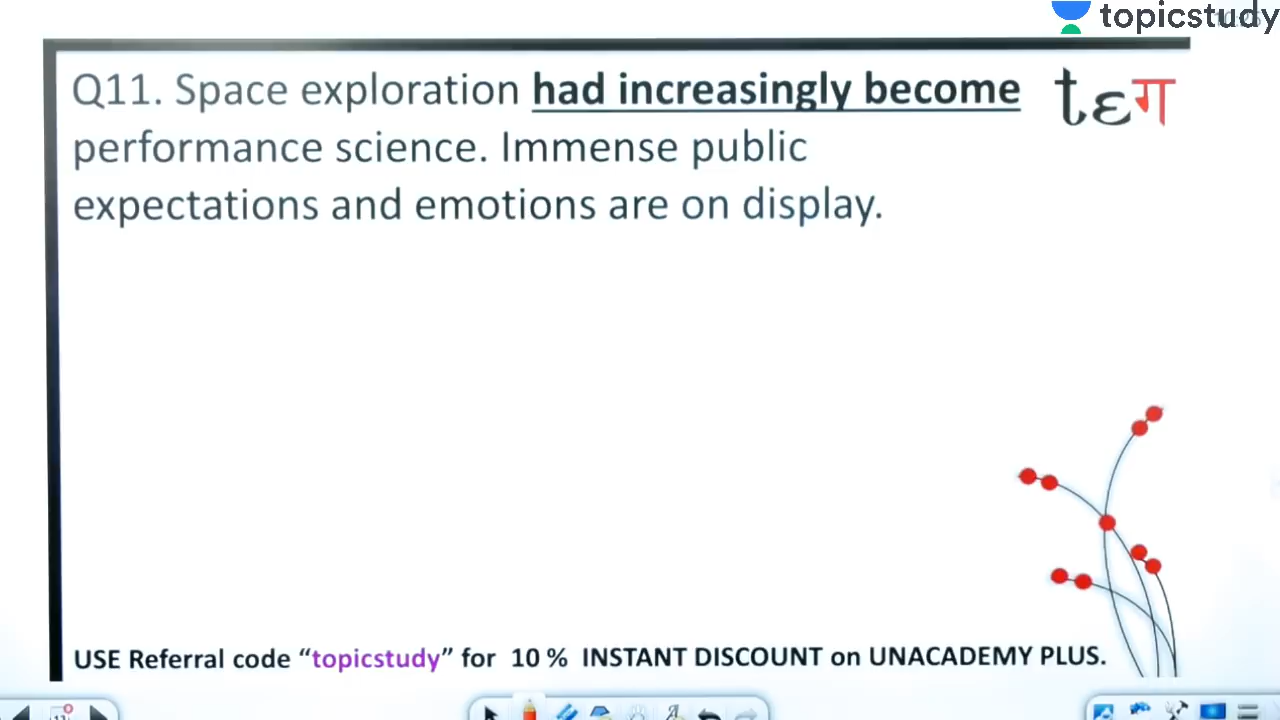 topicstudy
Q11. Space exploration had increasingly become
tεग
performance science. Immense public
expectations and emotions are on display.
USE Referral code “topicstudy” for 10 % INSTANT DISCOUNT on UNACADEMY PLUS.